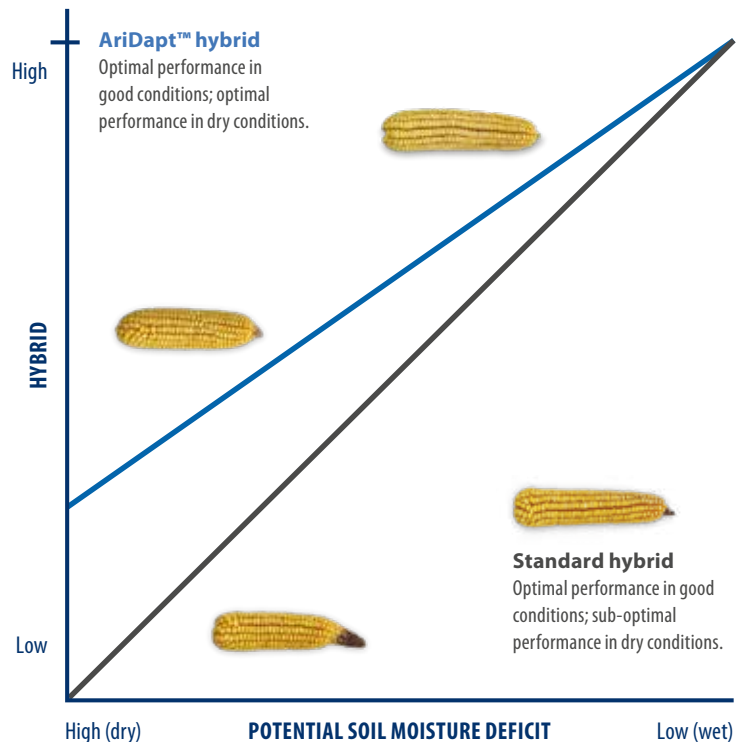 AriDapt™ hybrid
Optimal performance in
good conditions; optimal
performance in dry conditions.
High
HYBRID
Standard hybrid
Optimal performance in good
conditions; sub-optimal
performance in dry conditions.
Low
High (dry)
POTENTIAL SOIL MOISTURE DEFICIT
Low (wet)